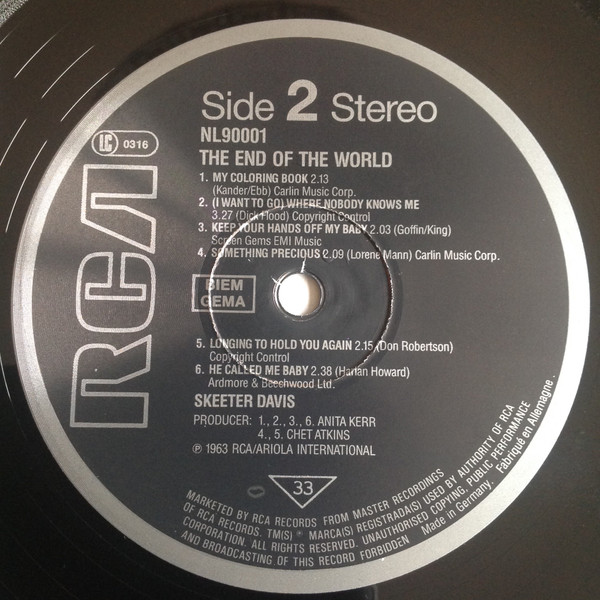 Side 2 Stereo
NL90001
LC 0316
THE END OF THE WORLD
1. MY COLORING BOOK 2.13
(Kander/Ebb) Carlin Music Corp.
2. (I WANT TO GO) WHERE NOBODY KNOWS ME
3.27 (Dick Flood) Copyright Control
3. KEEP YOUR HANDS OFF MY BABY 2.03 (Goffin/King)
Screen Gems EMI Music
4. SOMETHING PRECIOUS 2.09 (Lorene Mann) Carlin Music Corp.
RCA
BIEM
GEMA
5. LONGING TO HOLD YOU AGAIN 2.15 (Don Robertson)
Copyright Control
6. HE CALLED ME BABY 2.38 (Harlan Howard)
Ardmore & Beechwood Ltd.
SKEETER DAVIS
PRODUCER: 1., 2., 3., 6. ANITA KERR
4., 5. CHET ATKINS
℗ 1963 RCA/ARIOLA INTERNATIONAL
33
MARKETED BY RCA RECORDS FROM MASTER RECORDINGS
OF RCA RECORDS. TM(S) ® MARCA(S) REGISTRADA(S) USED BY AUTHORITY OF RCA
CORPORATION. ALL RIGHTS RESERVED. UNAUTHORISED COPYING PUBLIC PERFORMANCE
AND BROADCASTING OF THIS RECORD FORBIDDEN Made in Germany. Fabriqué en Allemagne.